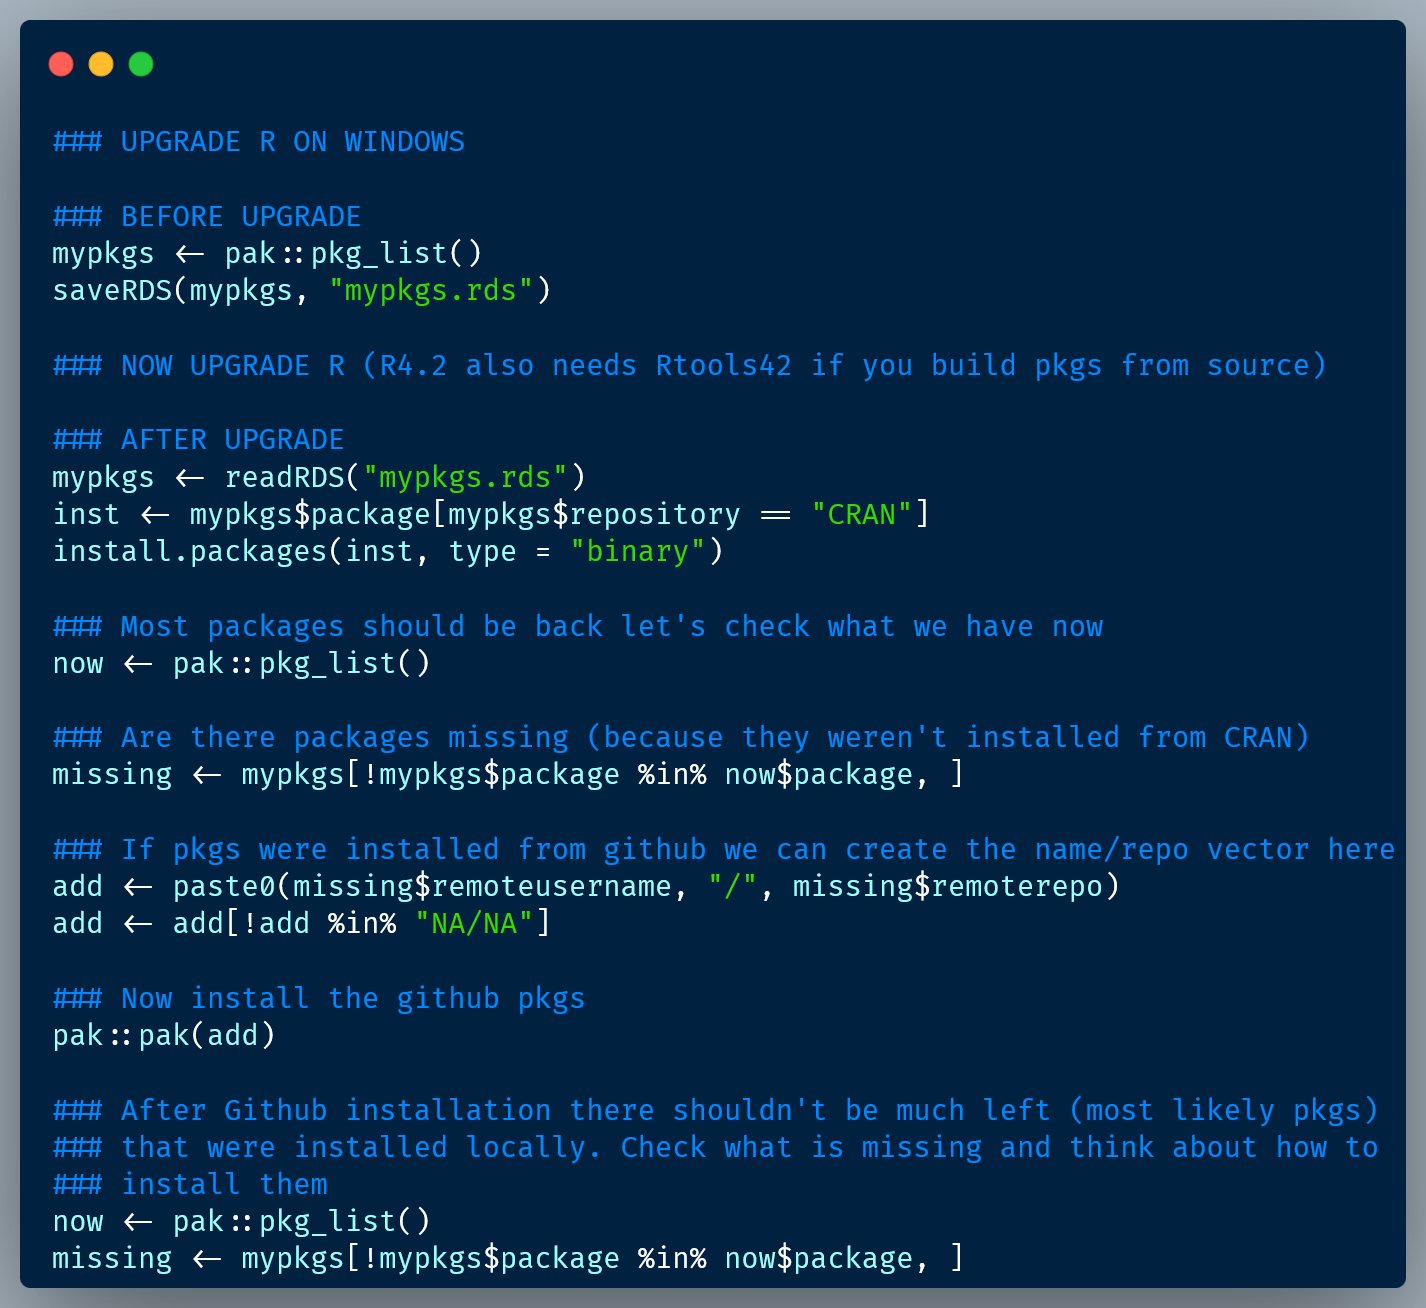 ### UPGRADE R ON WINDOWS
### BEFORE UPGRADE
mypkgs <- pak::pkg_list()
saveRDS(mypkgs, "mypkgs.rds")
### NOW UPGRADE R (R4.2 also needs Rtools42 if you build pkgs from source)
### AFTER UPGRADE
mypkgs <- readRDS("mypkgs.rds")
inst <- mypkgs$package[mypkgs$repository == "CRAN"]
install.packages(inst, type = "binary")
### Most packages should be back let's check what we have now
now <- pak::pkg_list()
### Are there packages missing (because they weren't installed from CRAN)
missing <- mypkgs[!mypkgs$package %in% now$package, ]
### If pkgs were installed from github we can create the name/repo vector here
add <- paste0(missing$remoteusername, "/", missing$remoterepo)
add <- add[!add %in% "NA/NA"]
### Now install the github pkgs
pak::pak(add)
### After Github installation there shouldn't be much left (most likely pkgs)
### that were installed locally. Check what is missing and think about how to
### install them
now <- pak::pkg_list()
missing <- mypkgs[!mypkgs$package %in% now$package, ]